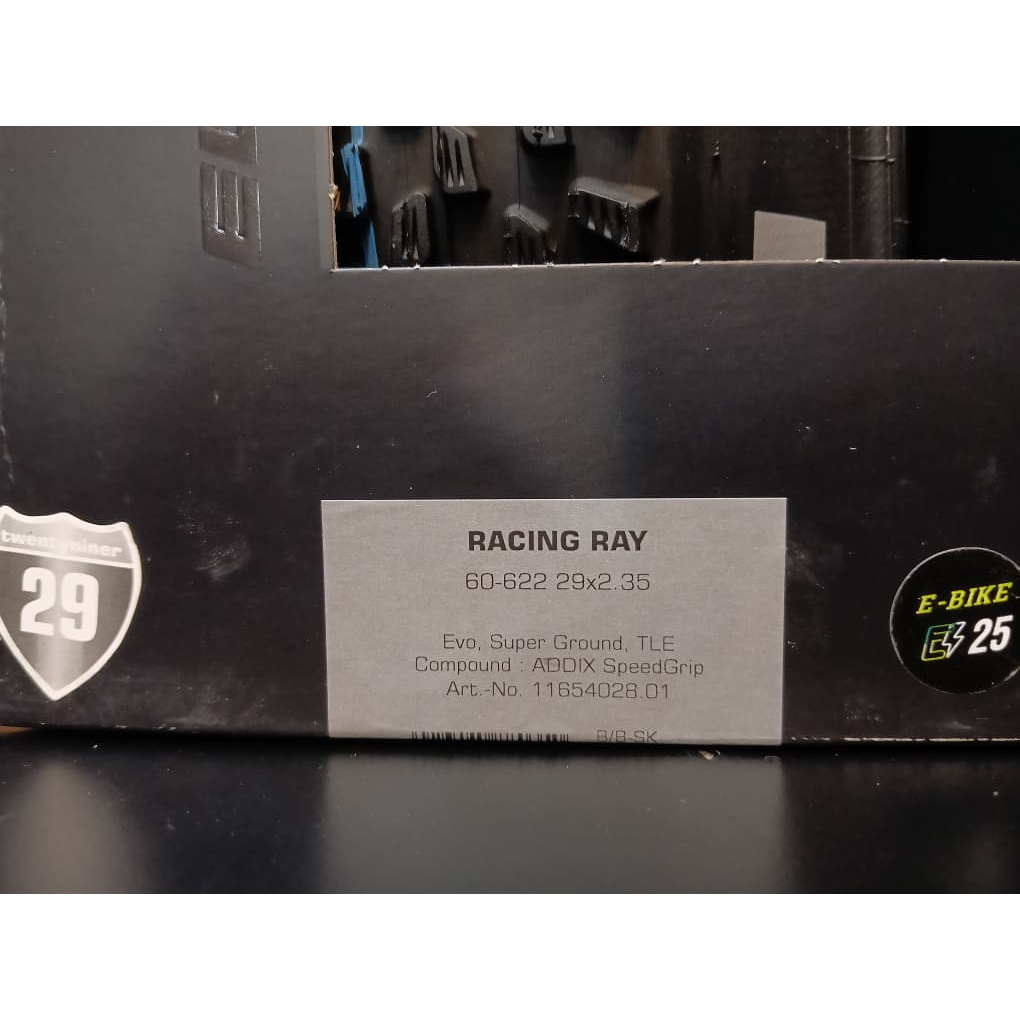 twentyniner
29
RACING RAY
60-622 29x2.35
Evo, Super Ground, TLE
Compound : ADDIX SpeedGrip
Art.-No. 11654028.01
B/B-SK
E-BIKE
25